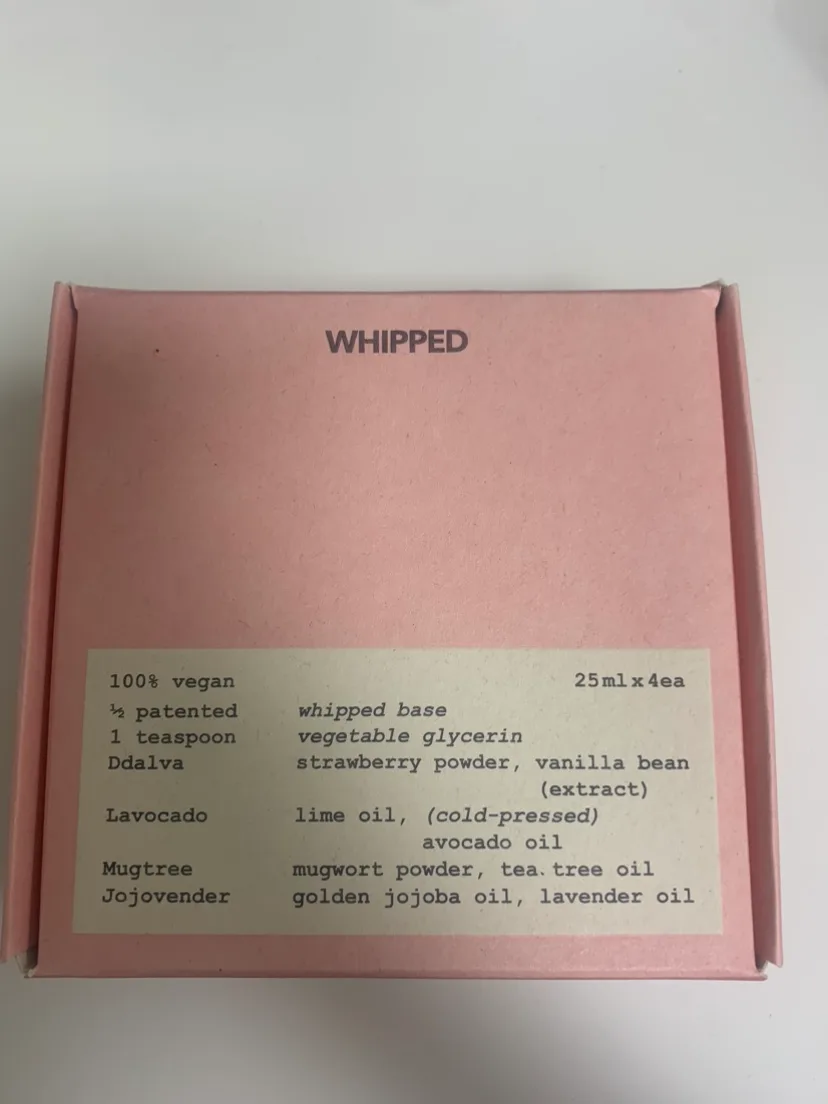 WHIPPED
100% vegan 25ml x 4ea
½ patented whipped base
1 teaspoon vegetable glycerin
Ddalva strawberry powder, vanilla bean
(extract)
Lavocado lime oil, (cold-pressed)
avocado oil
Mugtree mugwort powder, tea tree oil
Jojovender golden jojoba oil, lavender oil